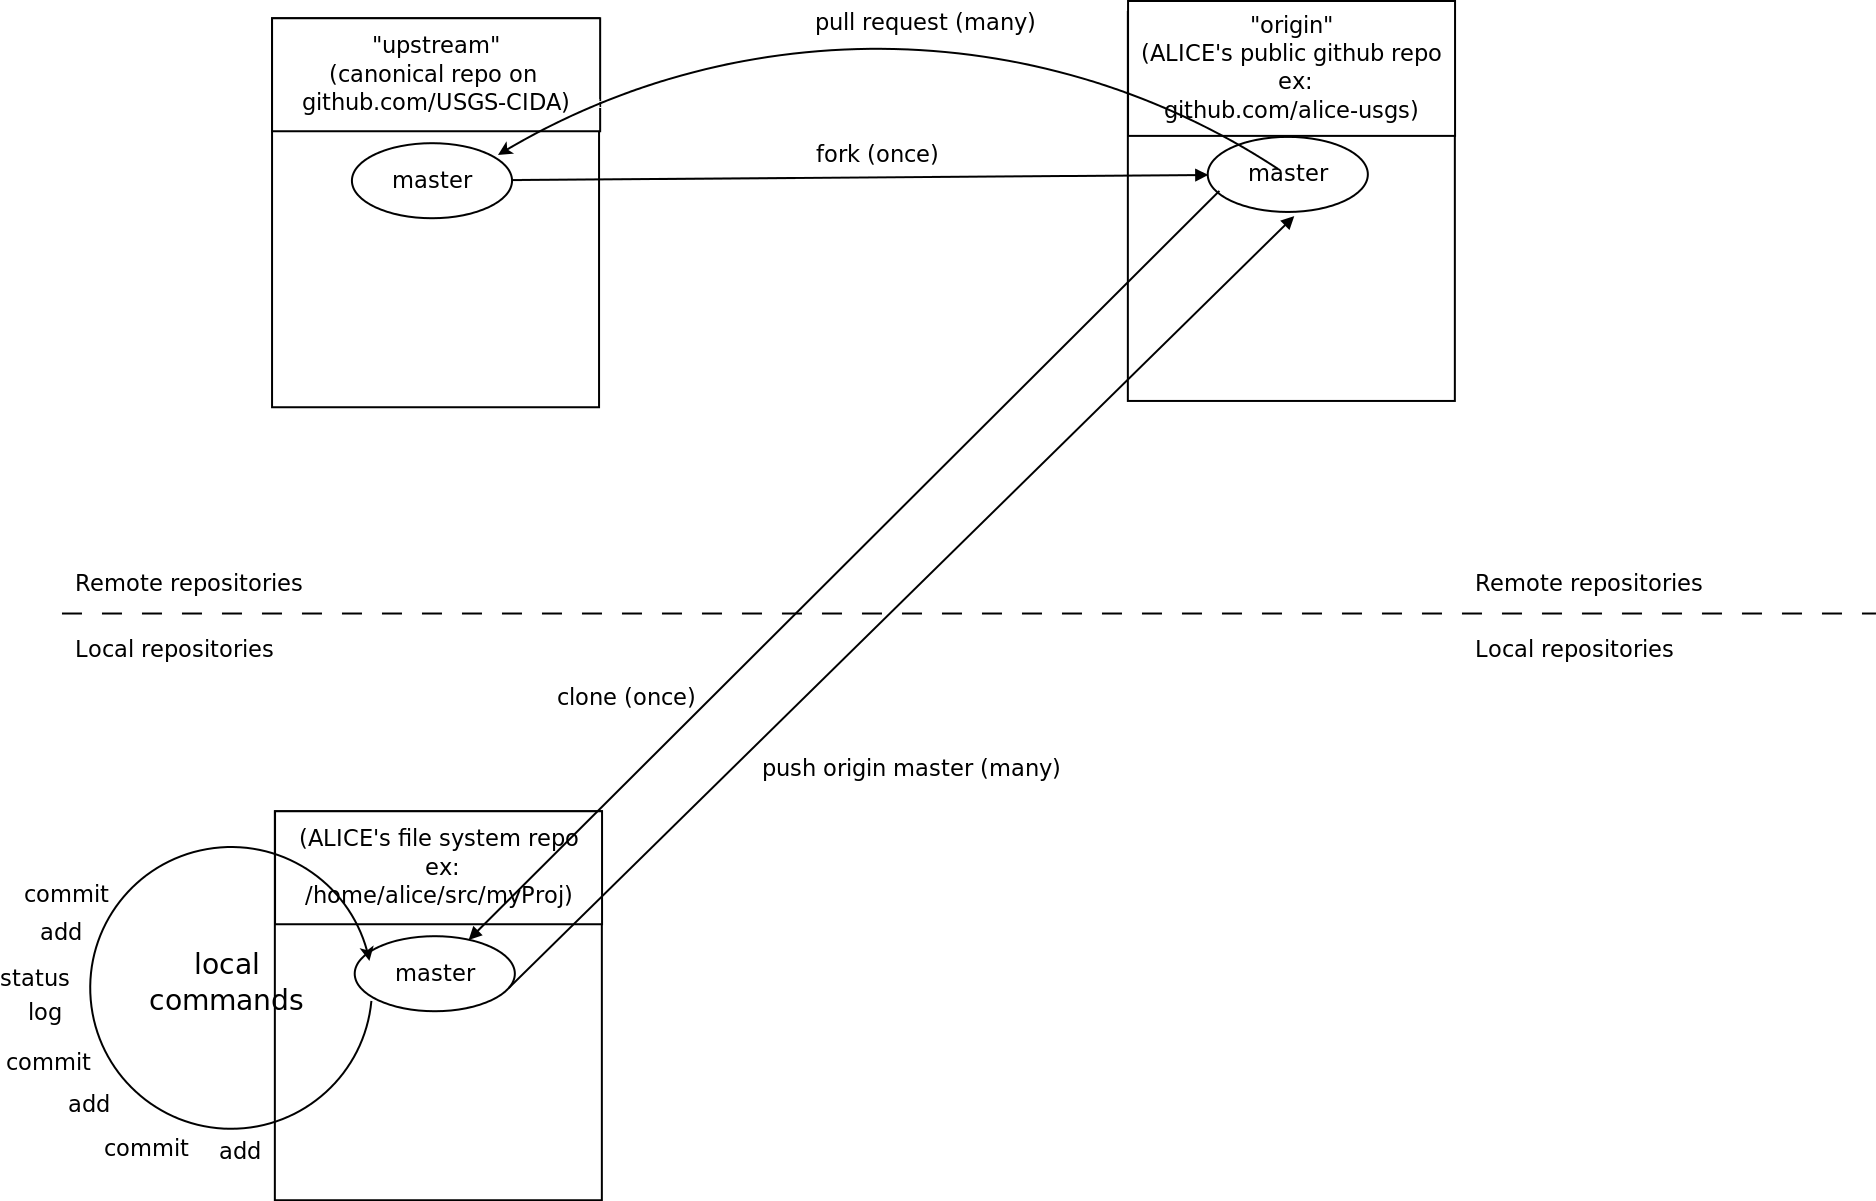 pull request (many)
"upstream"
(canonical repo on
github.com/USGS-CIDA)
"origin"
(ALICE's public github repo
ex:
github.com/alice-usgs)
fork (once)
master
master
Remote repositories
Remote repositories
Local repositories
Local repositories
clone (once)
push origin master (many)
(ALICE's file system repo
ex:
/home/alice/src/myProj)
master
local
commands
commit
add
status
log
commit
add
commit
add